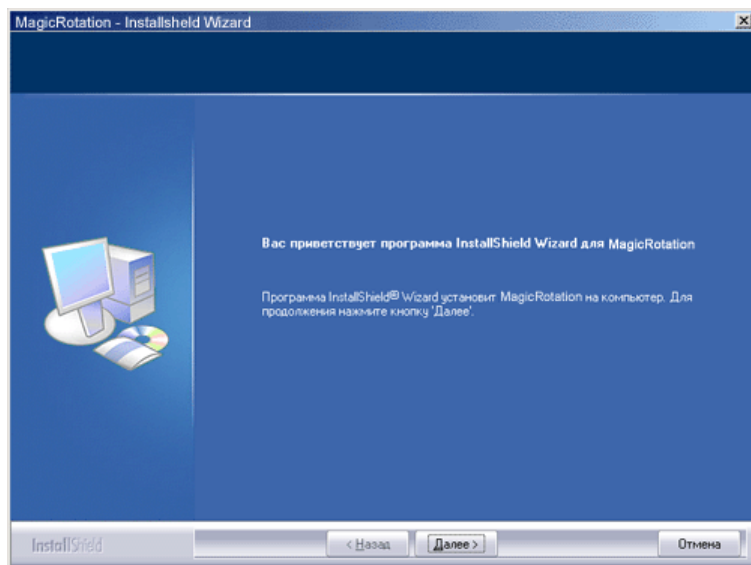 MagicRotation - Installsheld Wizard
Вас приветствует программа InstallShield Wizard для MagicRotation
Программа InstallShield® Wizard установит MagicRotation на компьютер. Для
продолжения нажмите кнопку 'Далее'.
InstallShield
< Назад
Далее >
Отмена